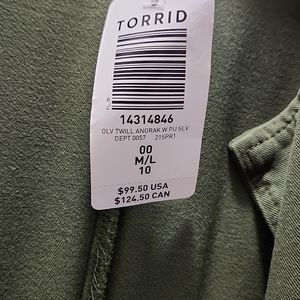 TORRID
14314846
OLV TWILL ANORAK W PU SLV
DEPT 0057 21SPR1
00
M/L
10
$99.50 USA
$124.50 CAN